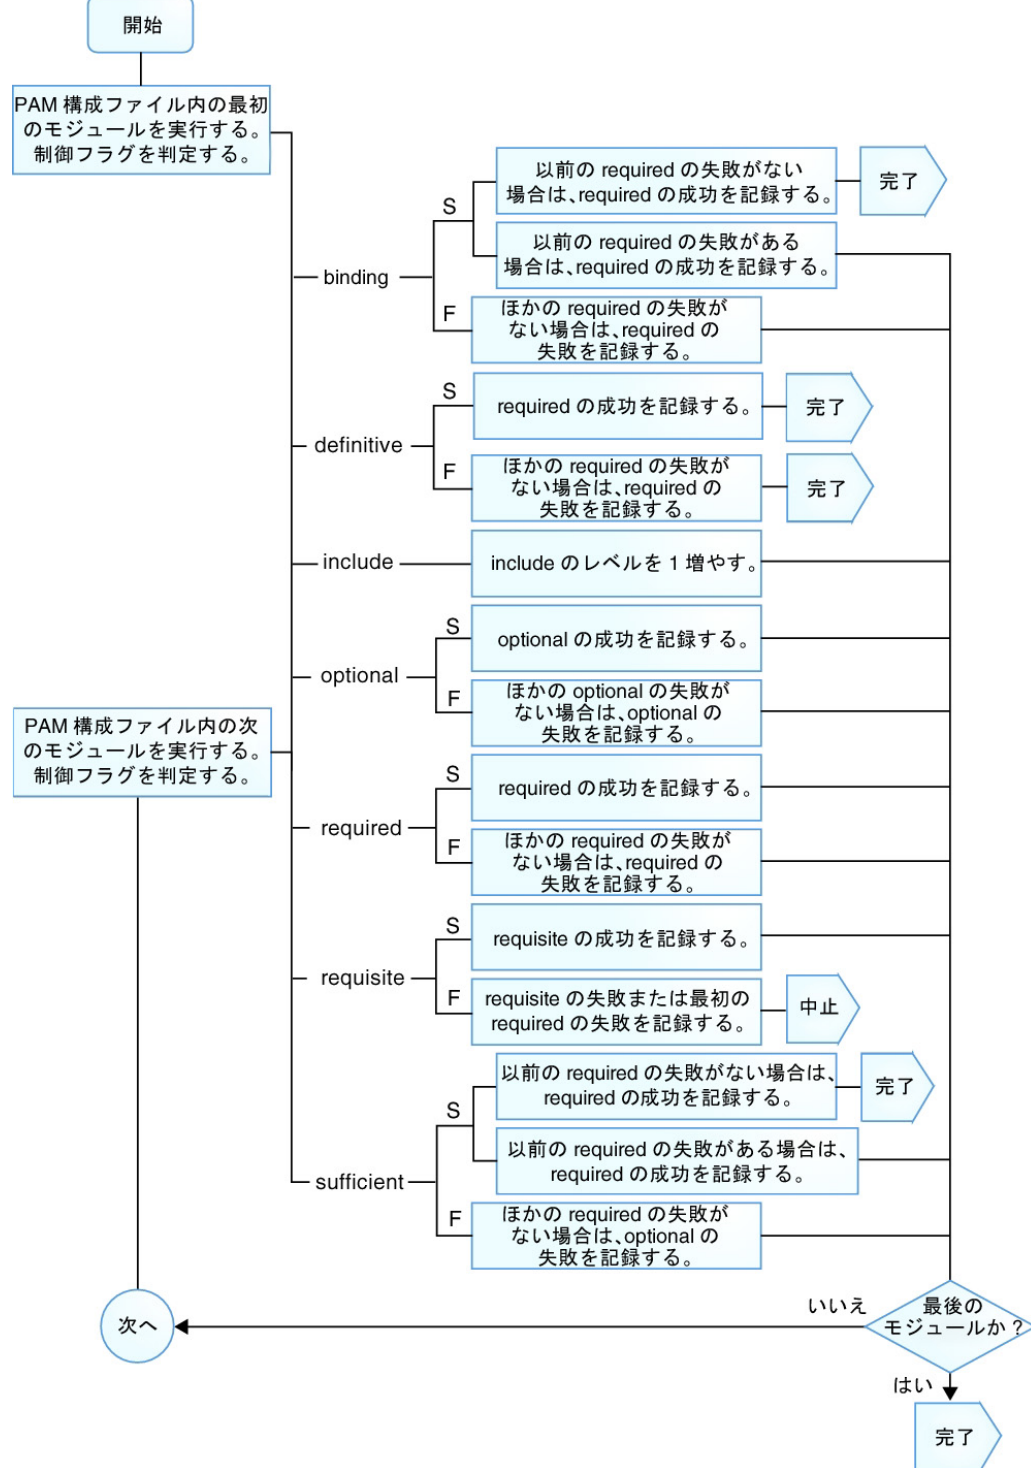 開始
PAM 構成ファイル内の最初
のモジュールを実行する。
制御フラグを判定する。
binding
S
以前の required の失敗がない
場合は、required の成功を記録する。
完了
以前の required の失敗がある
場合は、required の成功を記録する。
F
ほかの required の失敗が
ない場合は、required の
失敗を記録する。
definitive
S
required の成功を記録する。
完了
F
ほかの required の失敗が
ない場合は、required の
失敗を記録する。
完了
include
include のレベルを 1 増やす。
optional
S
optional の成功を記録する。
F
ほかの optional の失敗が
ない場合は、optional の
失敗を記録する。
PAM 構成ファイル内の次
のモジュールを実行する。
制御フラグを判定する。
required
S
required の成功を記録する。
F
ほかの required の失敗が
ない場合は、required の
失敗を記録する。
requisite
S
requisite の成功を記録する。
F
requisite の失敗または最初の
required の失敗を記録する。
中止
sufficient
S
以前の required の失敗がない場合は、
required の成功を記録する。
完了
以前の required の失敗がある場合は、
required の成功を記録する。
F
ほかの required の失敗が
ない場合は、optional の
失敗を記録する。
最後の
モジュールか ?
いいえ
次へ
はい
完了